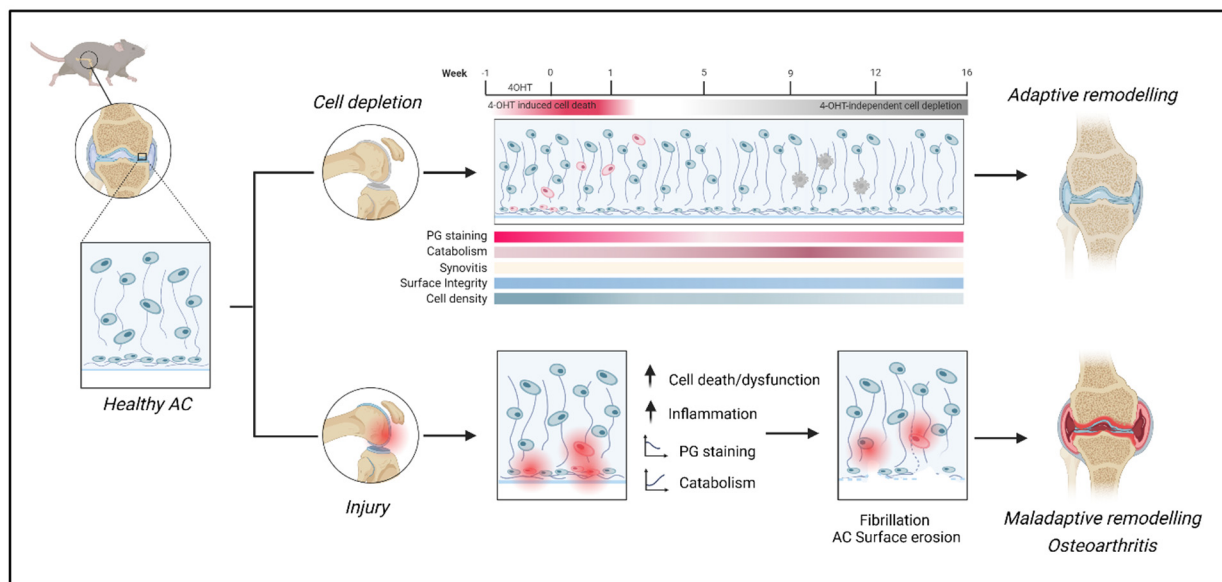 Week -1 0 1 5 9 12 16
4OHT
4-OHT induced cell death
4-OHT-independent cell depletion
Cell depletion
Adaptive remodelling
PG staining
Catabolism
Synovitis
Surface Integrity
Cell density
Healthy AC
Injury
Cell death/dysfunction
Inflammation
PG staining
Catabolism
Fibrillation
AC Surface erosion
Maladaptive remodelling
Osteoarthritis